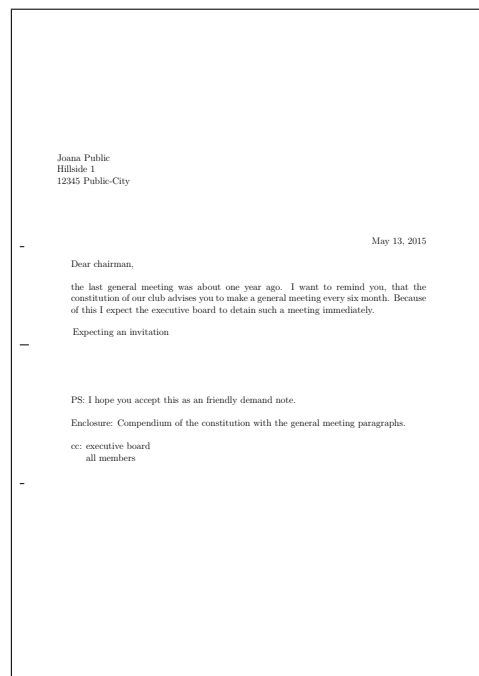 Joana Public
Hillside 1
12345 Public-City
May 13, 2015
Dear chairman,
the last general meeting was about one year ago. I want to remind you, that the
constitution of our club advises you to make a general meeting every six month. Because
of this I expect the executive board to detain such a meeting immediately.
Expecting an invitation
PS: I hope you accept this as an friendly demand note.
Enclosure: Compendium of the constitution with the general meeting paragraphs.
cc: executive board
all members